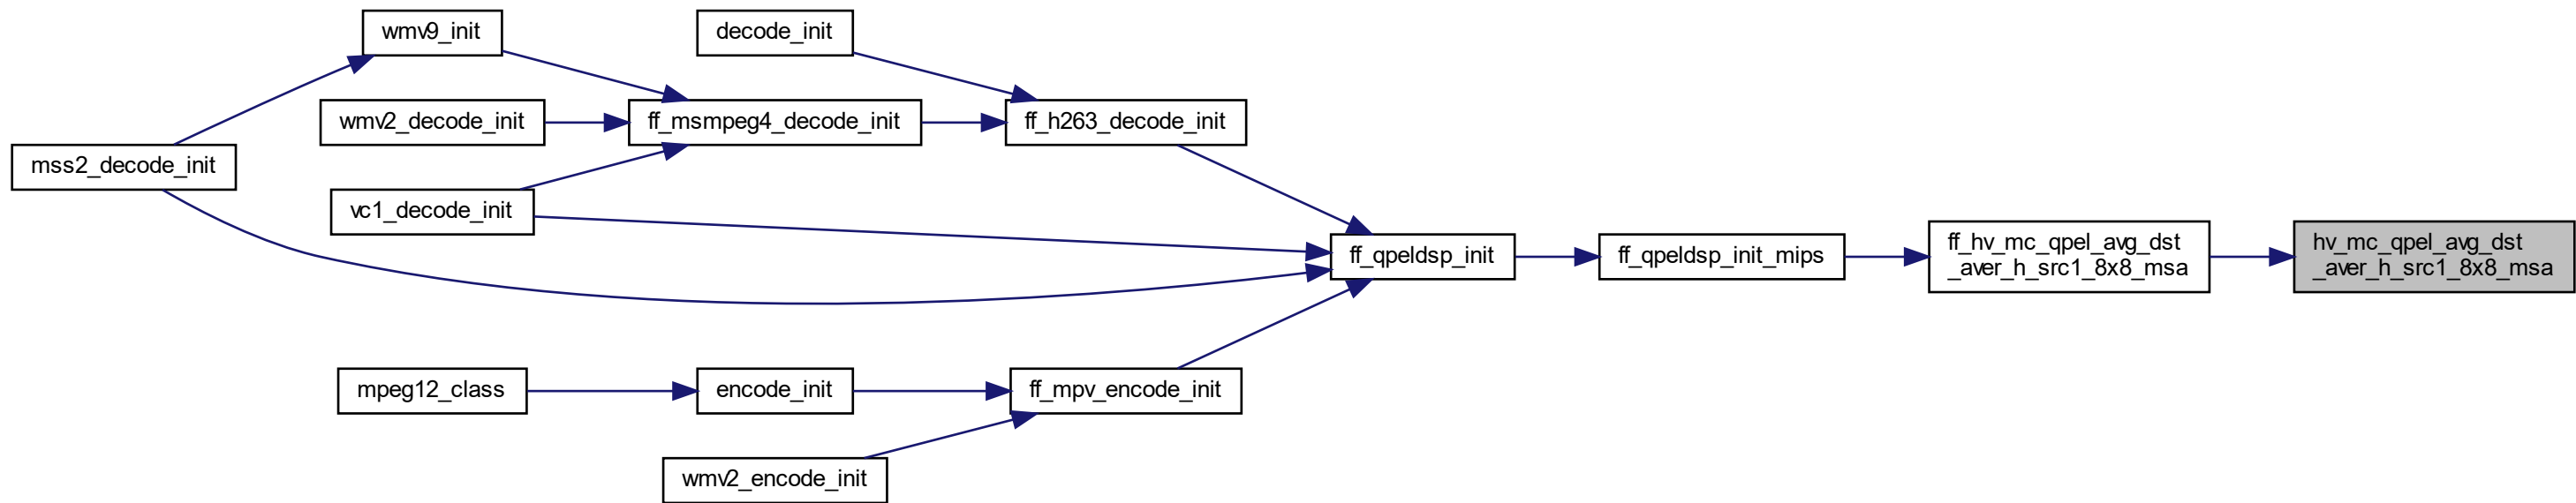 wmv9_init
decode_init
wmv2_decode_init
ff_msmpeg4_decode_init
ff_h263_decode_init
mss2_decode_init
vc1_decode_init
ff_qpeldsp_init
ff_qpeldsp_init_mips
ff_hv_mc_qpel_avg_dst
_aver_h_src1_8x8_msa
hv_mc_qpel_avg_dst
_aver_h_src1_8x8_msa
mpeg12_class
encode_init
ff_mpv_encode_init
wmv2_encode_init